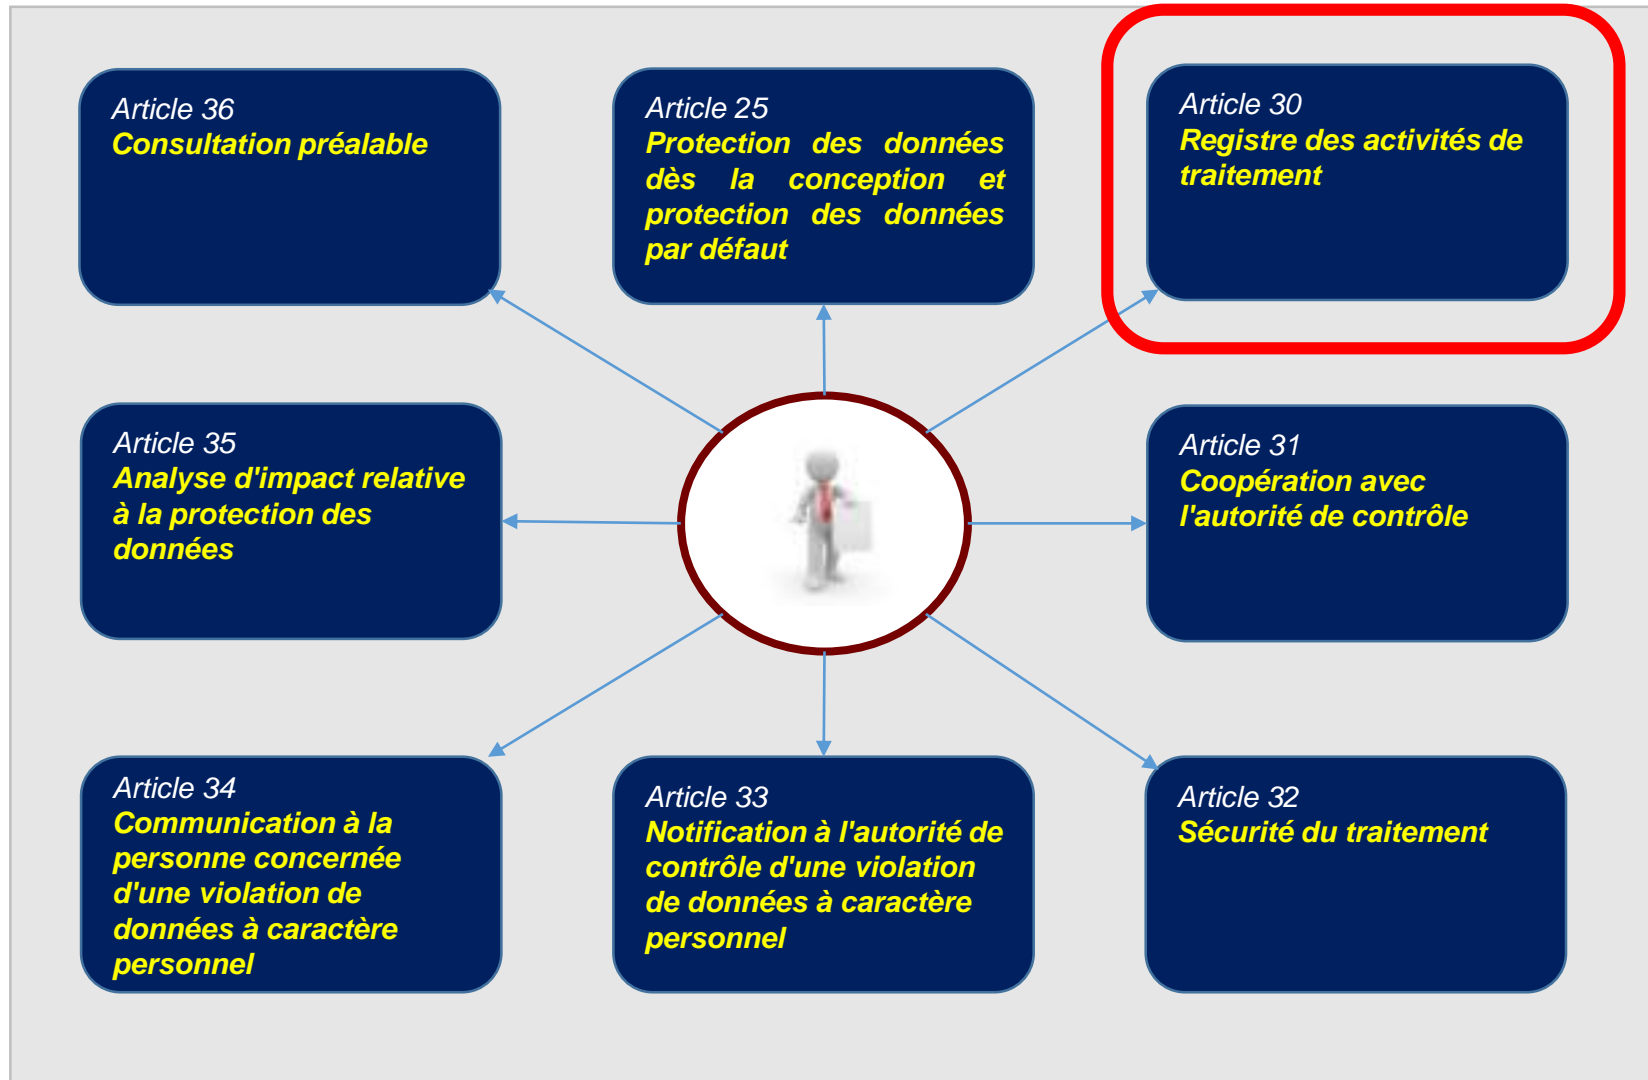 Article 36
Consultation préalable
Article 25
Protection des données
dès la conception et
protection des données
par défaut
Article 30
Registre des activités de
traitement
Article 35
Analyse d'impact relative
à la protection des
données
Article 31
Coopération avec
l'autorité de contrôle
Article 34
Communication à la
personne concernée
d'une violation de
données à caractère
personnel
Article 33
Notification à l'autorité de
contrôle d'une violation
de données à caractère
personnel
Article 32
Sécurité du traitement